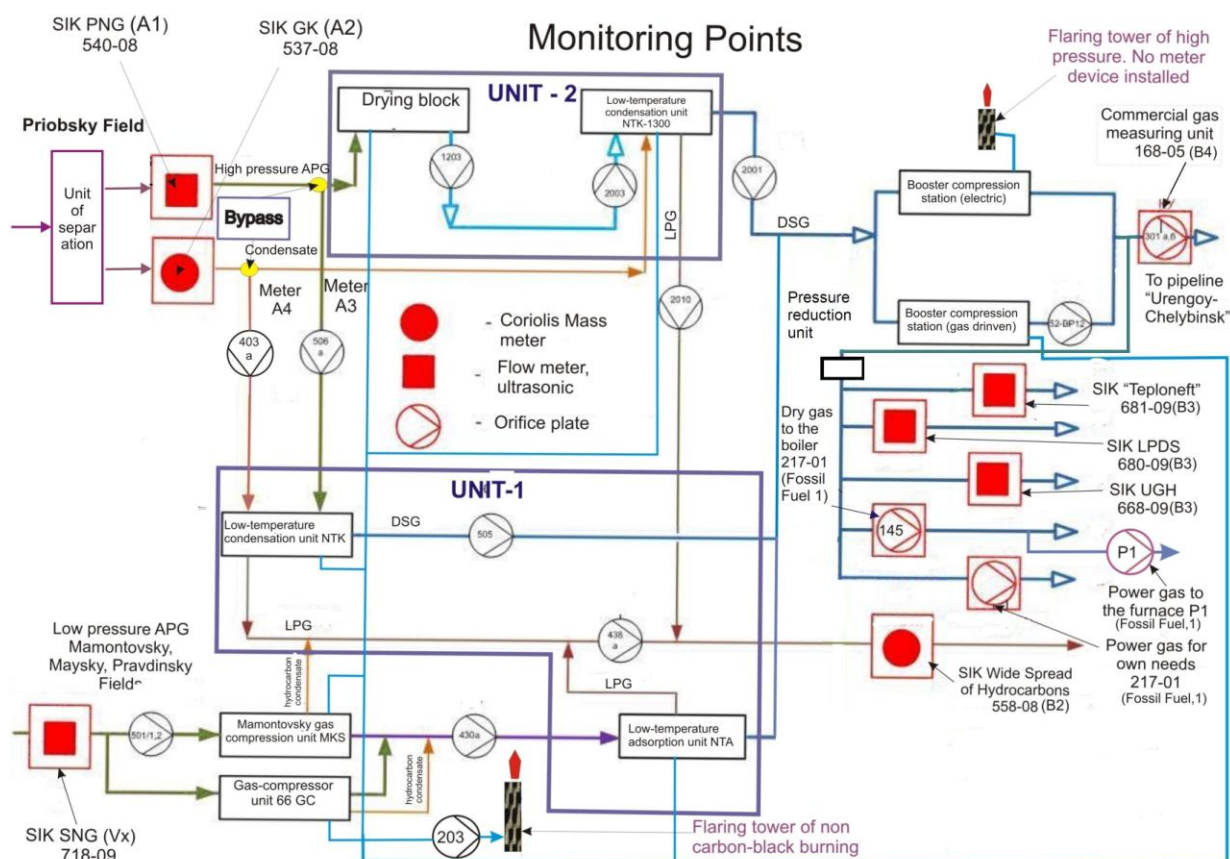 SIK PNG (A1)
540-08
SIK GK (A2)
537-08
Monitoring Points
Flaring tower of high
pressure. No meter
device installed
Commercial gas
measuring unit
168-05 (B4)
Priobsky Field
Unit
of
separ
ation
High pressure APG
Bypass
Condensate
Meter
A4
Meter
A3
403
a
506
a
UNIT - 2
Drying block
Low-temperature
condensation unit
NTK-1300
1203
2003
2001
LPG
2010
DSG
Booster compression
station (electric)
Booster compression
station (gas drinven)
52-BP12
301 a,б
To pipeline
“Urengoy-
Chelybinsk”
Pressure
reduction
unit
- Coriolis Mass
meter
- Flow meter,
ultrasonic
- Orifice plate
Dry gas
to the
boiler
217-01
(Fossil
Fuel 1)
SIK “Teploneft”
681-09(B3)
SIK LPDS
680-09(B3)
SIK UGH
668-09(B3)
145
P1
Power gas to
the furnace P1
(Fossil Fuel,1)
Power gas for
own needs
217-01
(Fossil Fuel,1)
SIK Wide Spread
of Hydrocarbons
558-08 (B2)
UNIT-1
Low-temperature
condensation unit NTK
DSG
505
LPG
438
a
LPG
hydrocarbon
condensate
Low pressure APG
Mamontovsky,
Maysky, Pravdinsky
Fields
501/1,2
Mamontovsky gas
compression unit MKS
430a
Low-temperature
adsorption unit NTA
Gas-compressor
unit 66 GC
hydrocarbon
condensate
203
SIK SNG (Vx)
718-09
Flaring tower of non
carbon-black burning